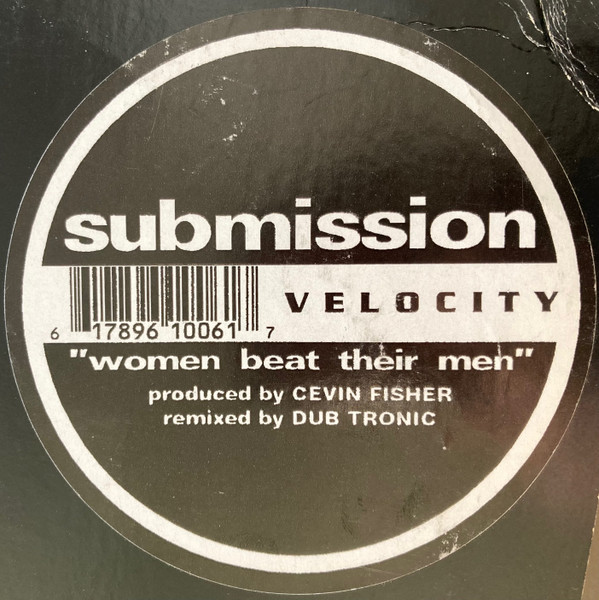 submission
VELOCITY
6 17896 10061 7
"women beat their men"
produced by CEVIN FISHER
remixed by DUB TRONIC